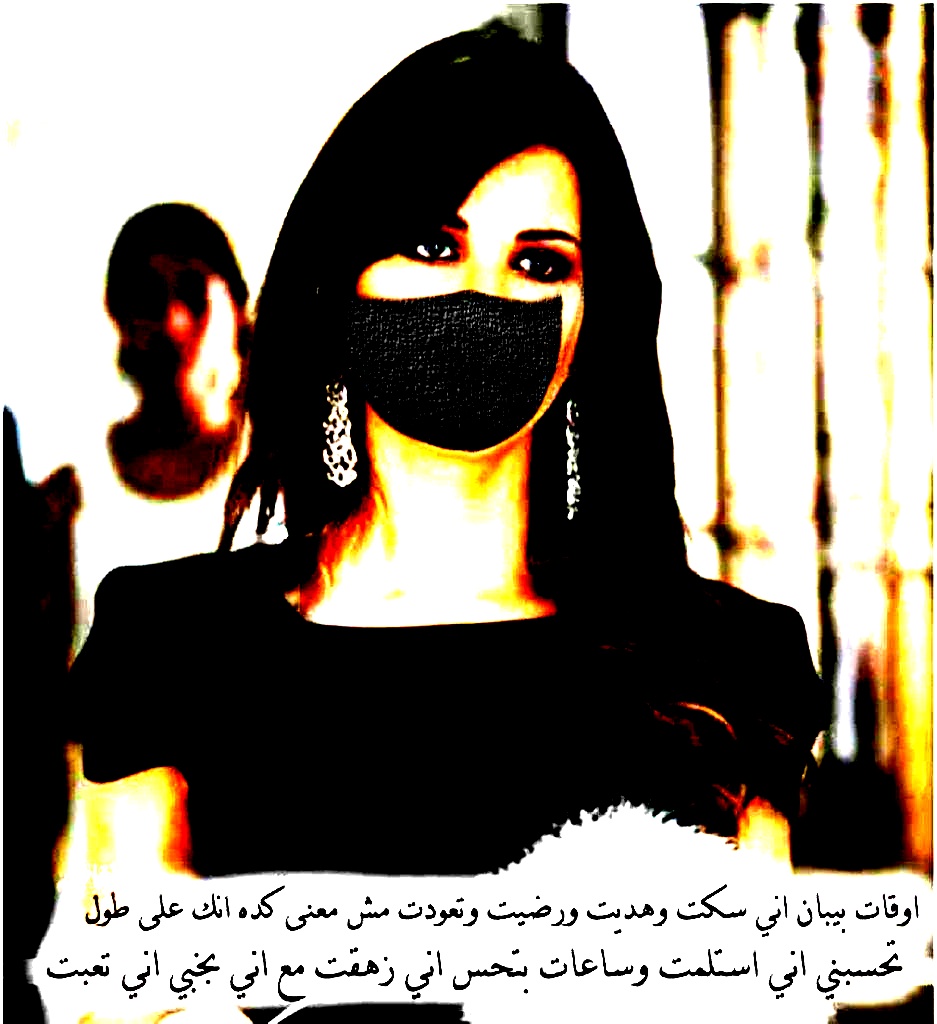 اوقات بيبان اني سكت وهديت ورضيت وتعودت مش معنى كده انك على طول
تحسبني اني استلمت وساعات بتحس اني زهقت مع اني بخبي اني تعبت